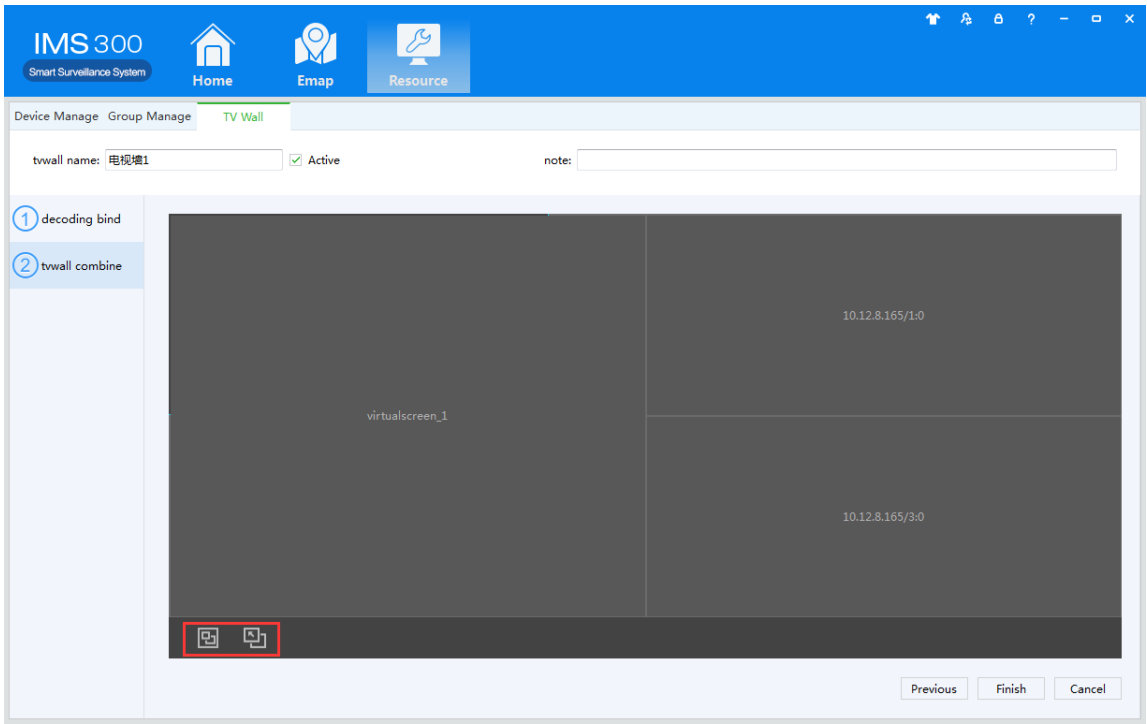 IMS 300
Smart Surveillance System
Home
Emap
Resource
?
Device Manage
Group Manage
TV Wall
tvwall name:
电视墙1
Active
note:
1 decoding bind
2 tvwall combine
virtualscreen_1
10.12.8.165/1:0
10.12.8.165/3:0
Previous
Finish
Cancel